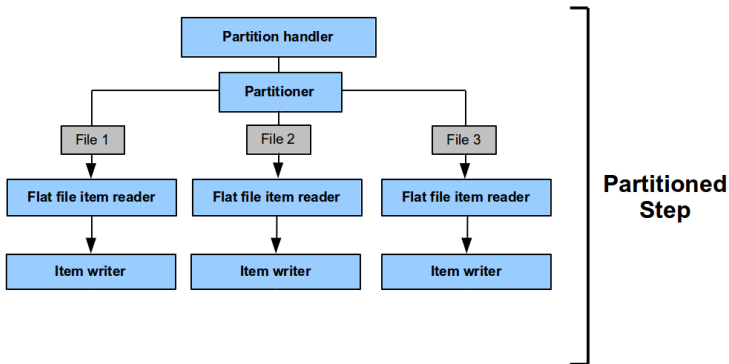 Partition handler
Partitioner
File 1
File 2
File 3
Flat file item reader
Flat file item reader
Flat file item reader
Partitioned
Step
Item writer
Item writer
Item writer